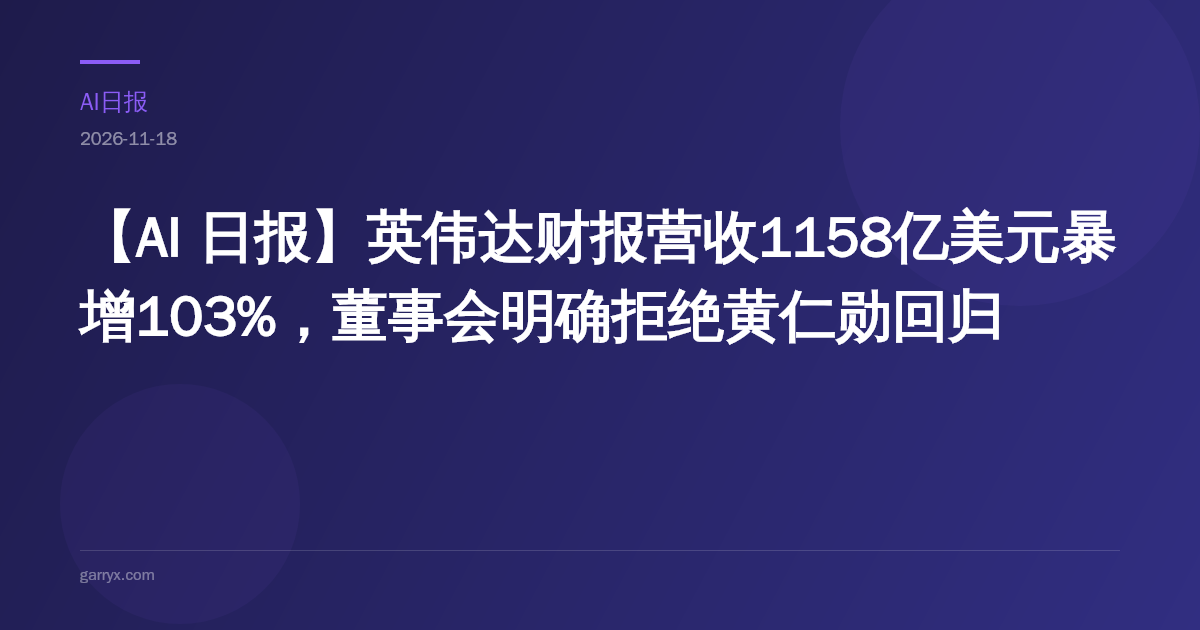 AI日报
2026-11-18
【AI 日报】英伟达财报营收1158亿美元暴
增103%，董事会明确拒绝黄仁勋回归
garryx.com